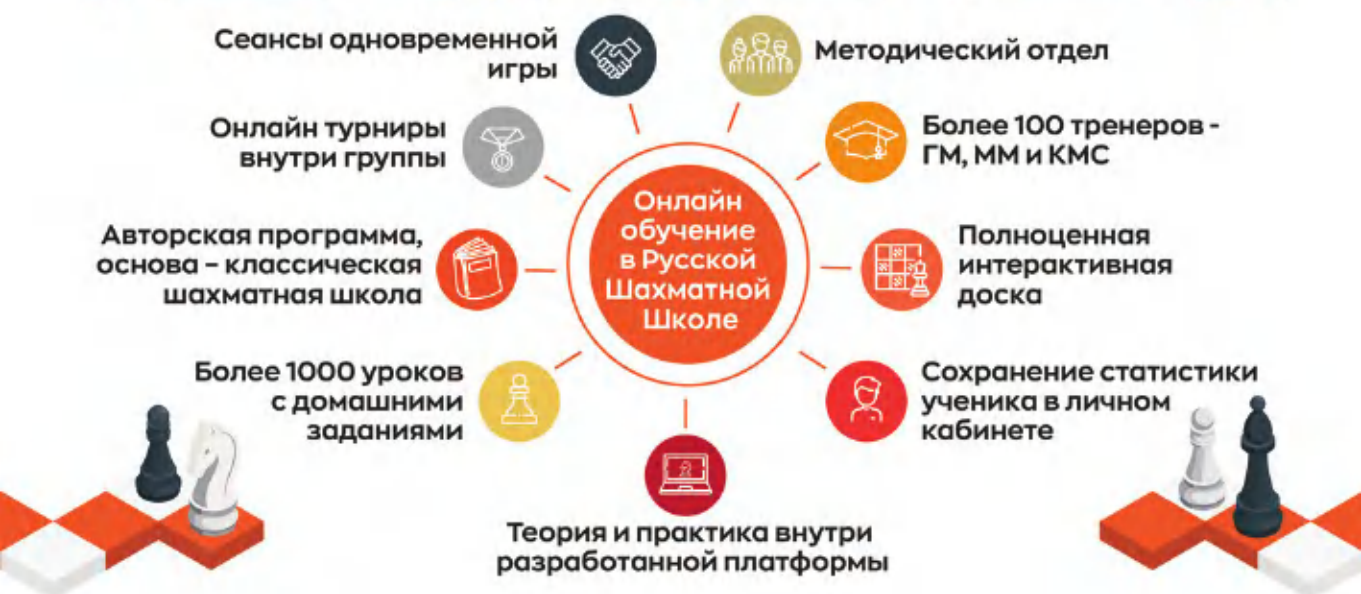 Сеансы одновременной
игры
Методический отдел
Онлайн турниры
внутри группы
Более 100 тренеров -
ГМ, ММ и КМС
Онлайн
обучение
в Русской
Шахматной
Школе
Авторская программа,
основа – классическая
шахматная школа
Полноценная
интерактивная
доска
Более 1000 уроков
с домашними
заданиями
Сохранение статистики
ученика в личном
кабинете
Теория и практика внутри
разработанной платформы